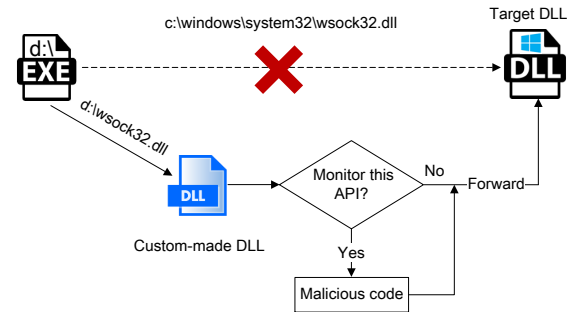 c:\windows\system32\wsock32.dll
Target DLL
d:\
EXE
DLL
d:\wsock32.dll
DLL
Custom-made DLL
Monitor this
API?
No
Forward
Yes
Malicious code